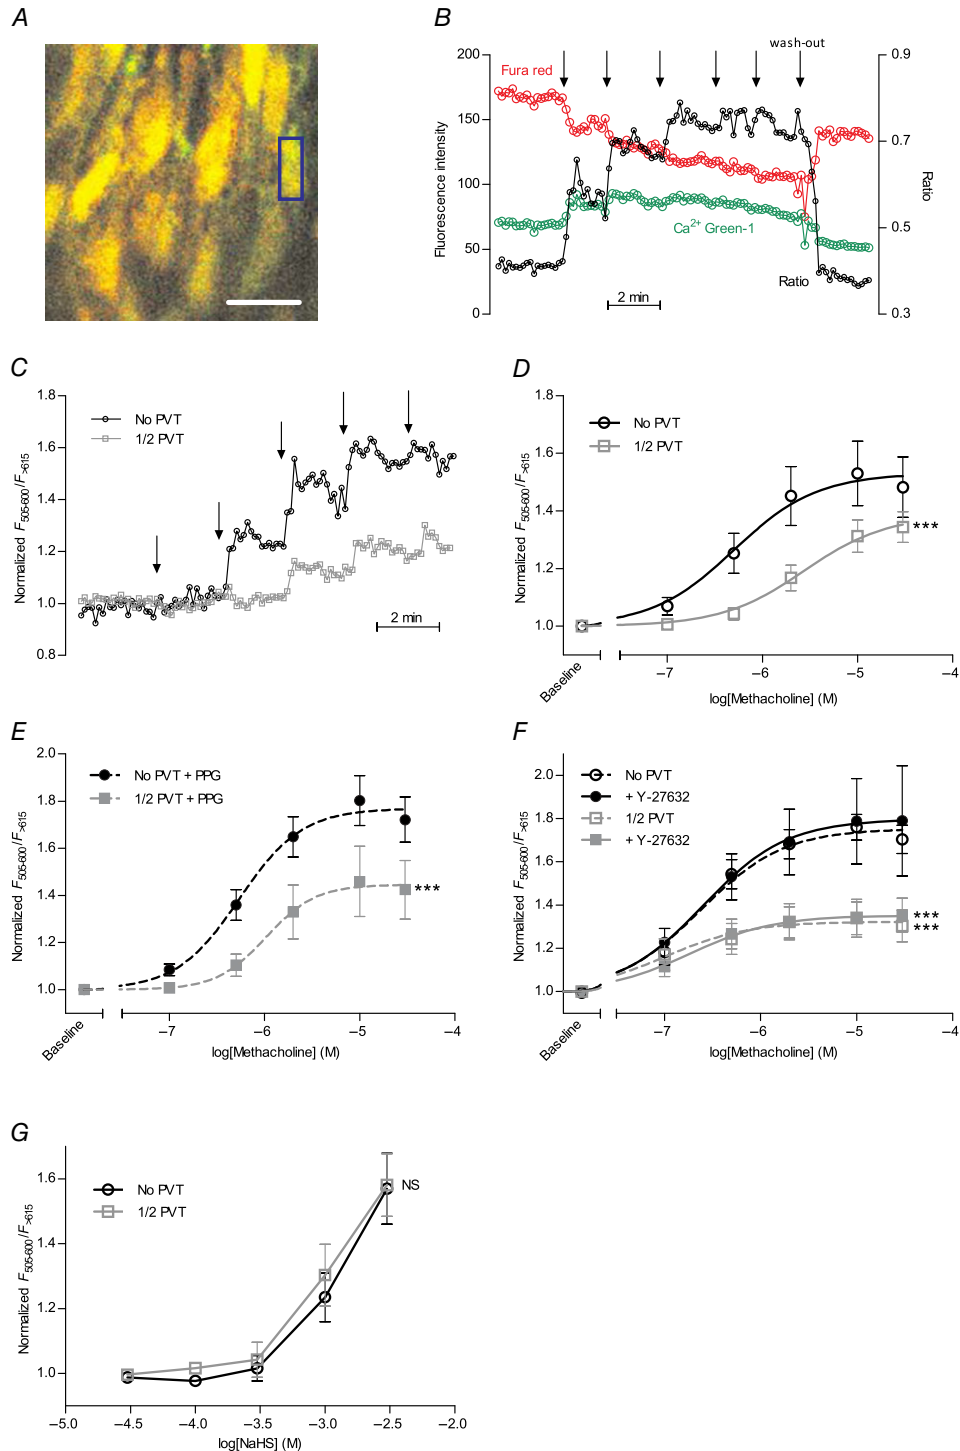 A
B
wash-out
200
150
100
50
0
Fluorescence intensity
Fura red
Ca2+ Green-1
Ratio
2 min
0.9
0.7
0.5
0.3
Ratio
C
1.8
1.6
1.4
1.2
1.0
0.8
Normalized F505-600/F>615
No PVT
1/2 PVT
2 min
D
1.8
1.6
1.4
1.2
1.0
Normalized F505-600/F>615
No PVT
1/2 PVT
***
Baseline
–7
–6
–5
–4
log[Methacholine] (M)
E
2.0
1.8
1.6
1.4
1.2
1.0
Normalized F505-600/F>615
No PVT + PPG
1/2 PVT + PPG
***
Baseline
–7
–6
–5
–4
log[Methacholine] (M)
F
2.0
1.8
1.6
1.4
1.2
1.0
Normalized F505-600/F>615
No PVT
+ Y-27632
1/2 PVT
+ Y-27632
***
***
Baseline
–7
–6
–5
–4
log[Methacholine] (M)
G
1.6
1.4
1.2
1.0
Normalized F505-600/F>615
No PVT
1/2 PVT
NS
–5.0
–4.5
–4.0
–3.5
–3.0
–2.5
–2.0
log[NaHS] (M)